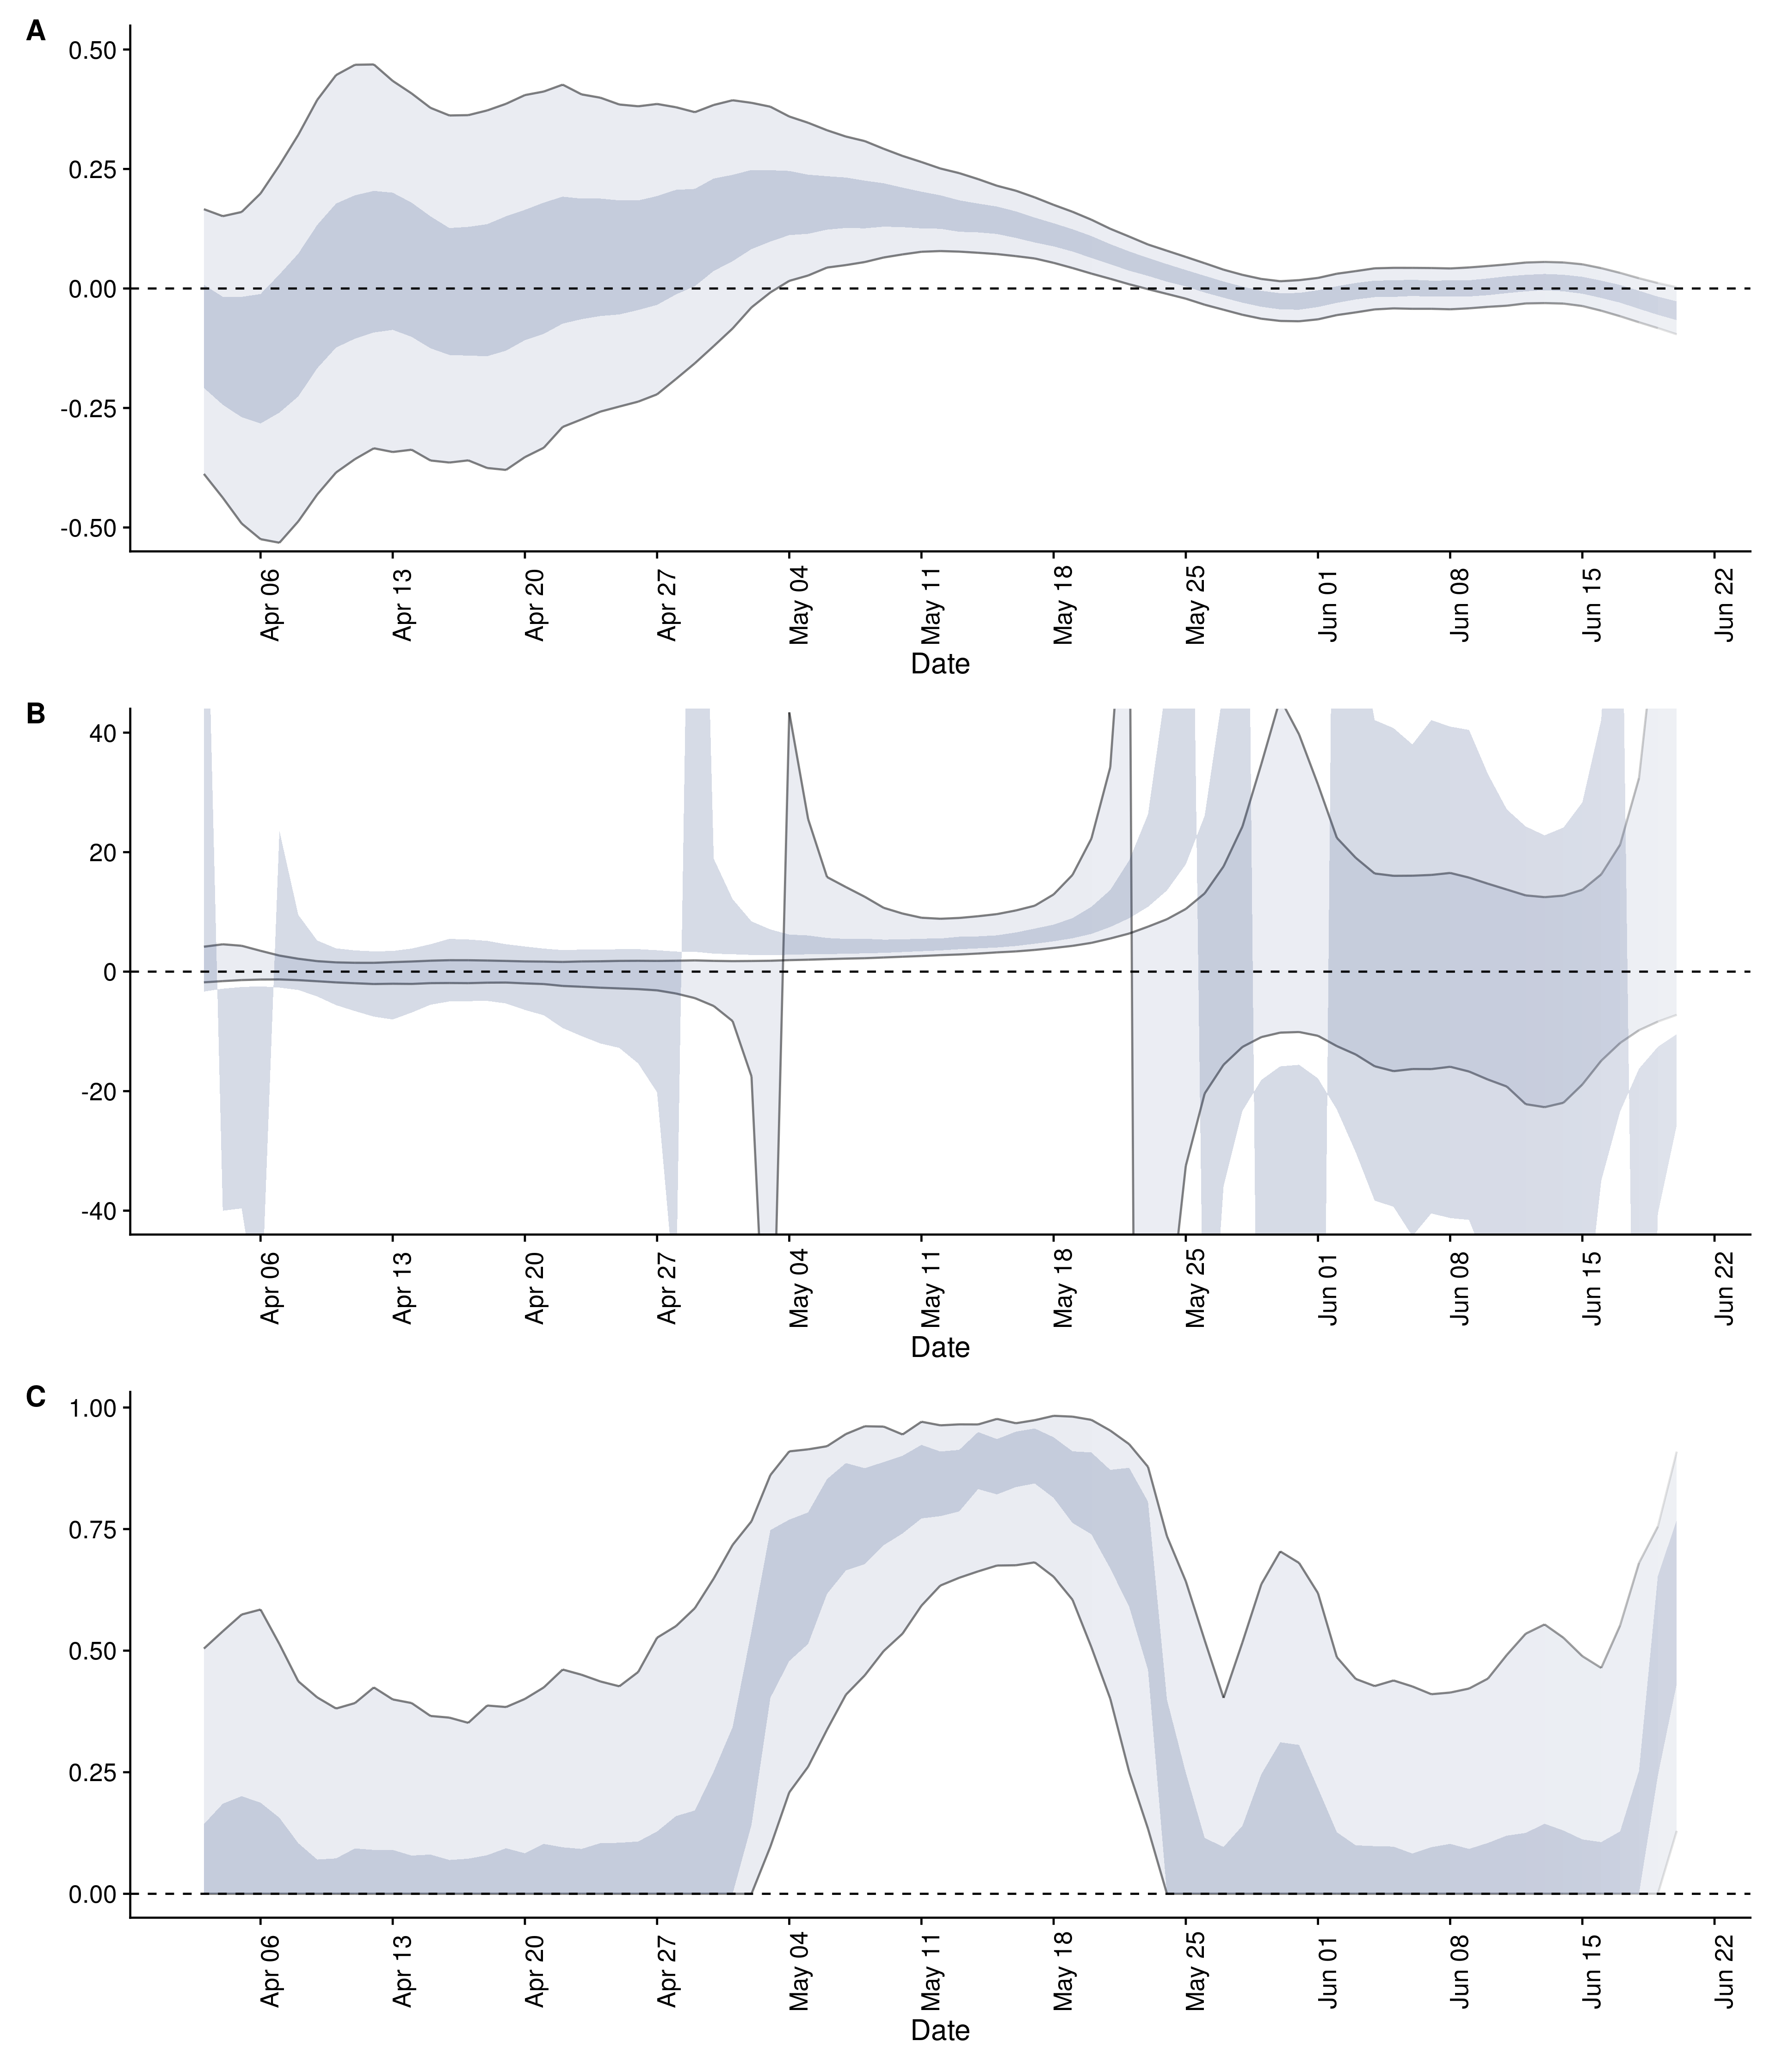 A
0.50
0.25
0.00
-0.25
-0.50
Apr 06
Apr 13
Apr 20
Apr 27
May 04
May 11
May 18
May 25
Jun 01
Jun 08
Jun 15
Jun 22
Date
B
40
20
0
-20
-40
Apr 06
Apr 13
Apr 20
Apr 27
May 04
May 11
May 18
May 25
Jun 01
Jun 08
Jun 15
Jun 22
Date
C
1.00
0.75
0.50
0.25
0.00
Apr 06
Apr 13
Apr 20
Apr 27
May 04
May 11
May 18
May 25
Jun 01
Jun 08
Jun 15
Jun 22
Date